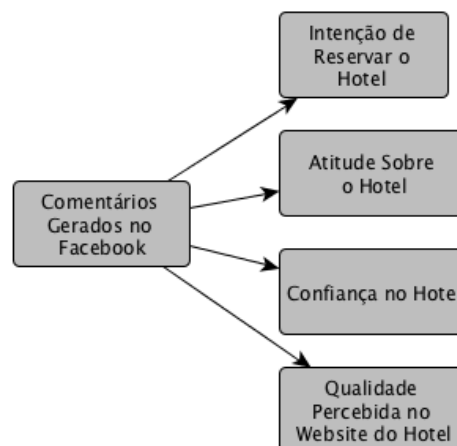 Intenção de
Reservar o
Hotel
Atitude Sobre
o Hotel
Comentários
Gerados no
Facebook
Confiança no Hote
Qualidade
Percebida no
Website do Hotel